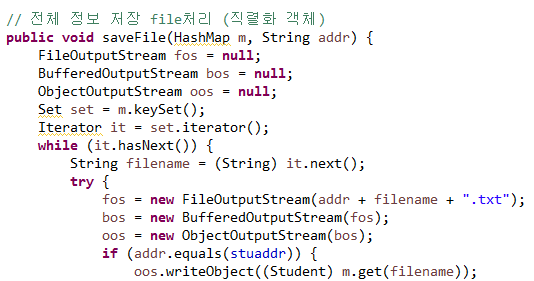 // 전체 정보 저장 file처리 (직렬화 객체)
public void saveFile(HashMap m, String addr) {
FileOutputStream fos = null;
BufferedOutputStream bos = null;
ObjectOutputStream oos = null;
Set set = m.keySet();
Iterator it = set.iterator();
while (it.hasNext()) {
String filename = (String) it.next();
try {
fos = new FileOutputStream(addr + filename + ".txt");
bos = new BufferedOutputStream(fos);
oos = new ObjectOutputStream(bos);
if (addr.equals(stuaddr)) {
oos.writeObject((Student) m.get(filename));